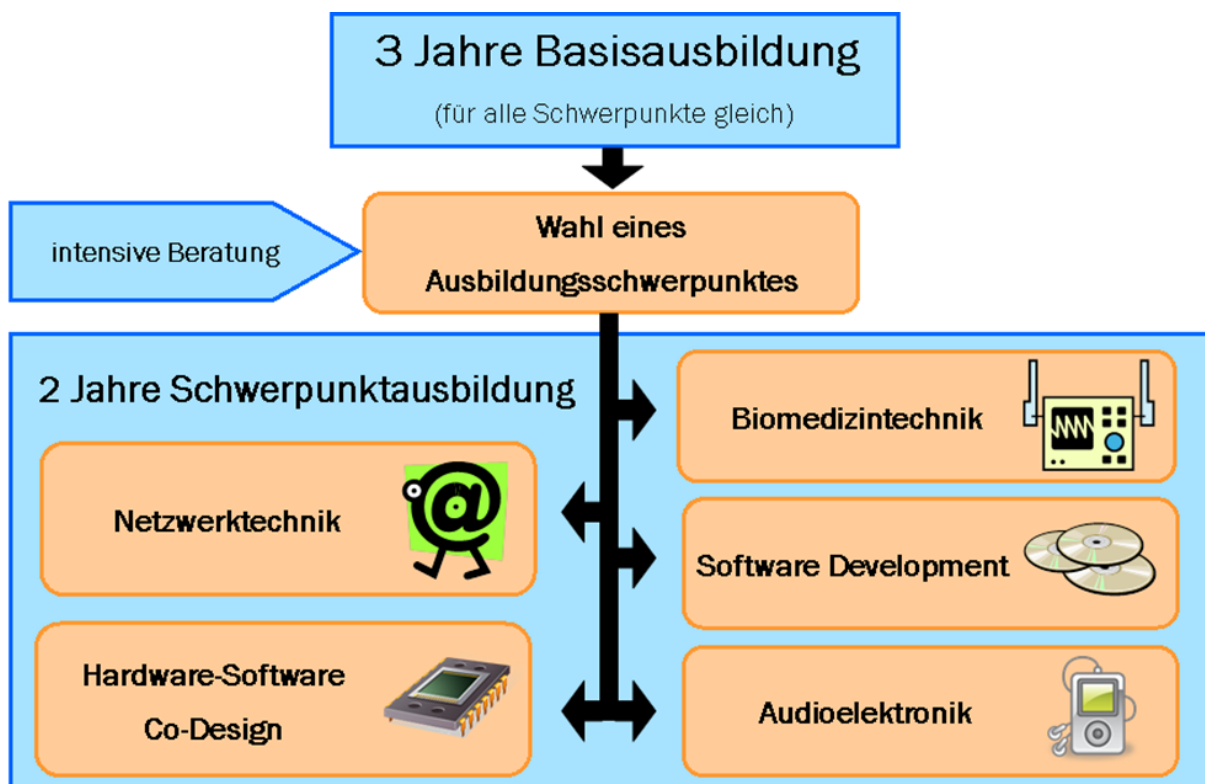 3 Jahre Basisausbildung
(für alle Schwerpunkte gleich)
intensive Beratung
Wahl eines
Ausbildungsschwerpunktes
2 Jahre Schwerpunktausbildung
Biomedizintechnik
Netzwerktechnik
@
Software Development
Hardware-Software
Co-Design
Audioelektronik